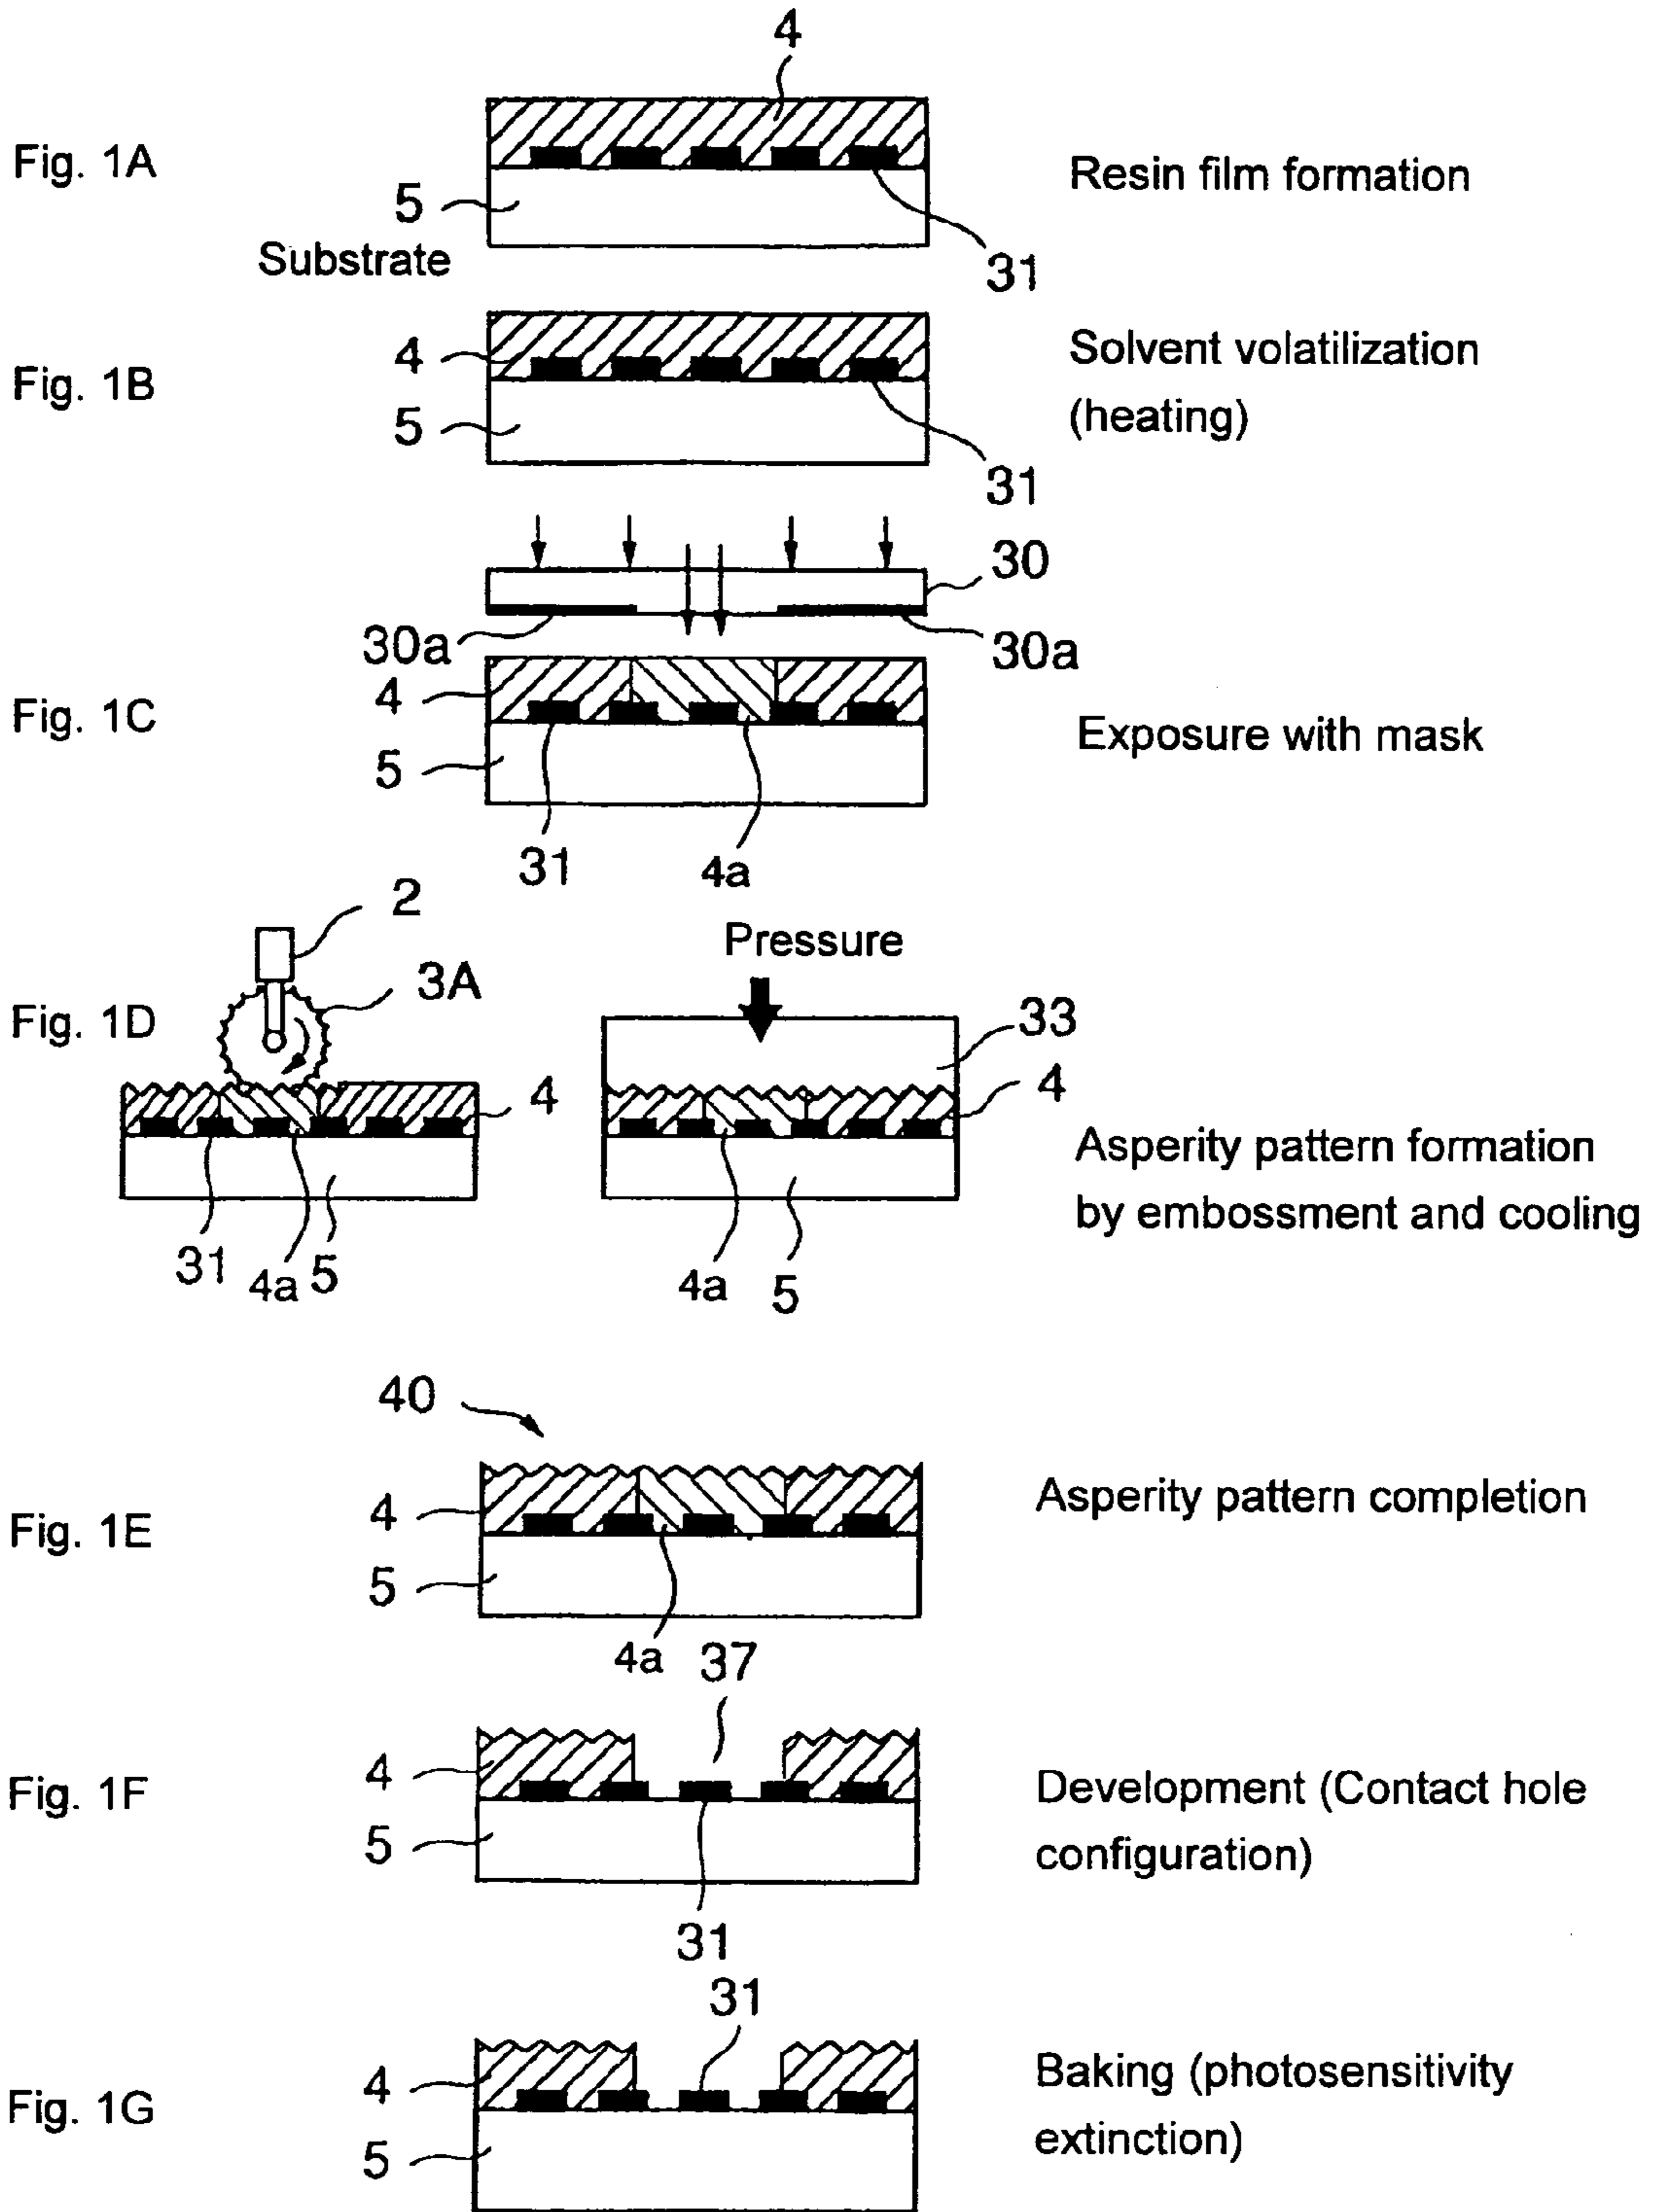 4
Fig. 1A
Resin film formation
5
Substrate
31
Fig. 1B
4
Solvent volatilization
(heating)
5
31
30
30a
30a
Fig. 1C
4
Exposure with mask
5
31
4a
2
Pressure
3A
Fig. 1D
33
4
4
Asperity pattern formation
by embossment and cooling
31
4a
5
4a
5
40
Asperity pattern completion
Fig. 1E
4
5
4a
37
Fig. 1F
4
Development (Contact hole
configuration)
5
31
31
Fig. 1G
4
Baking (photosensitivity
extinction)
5